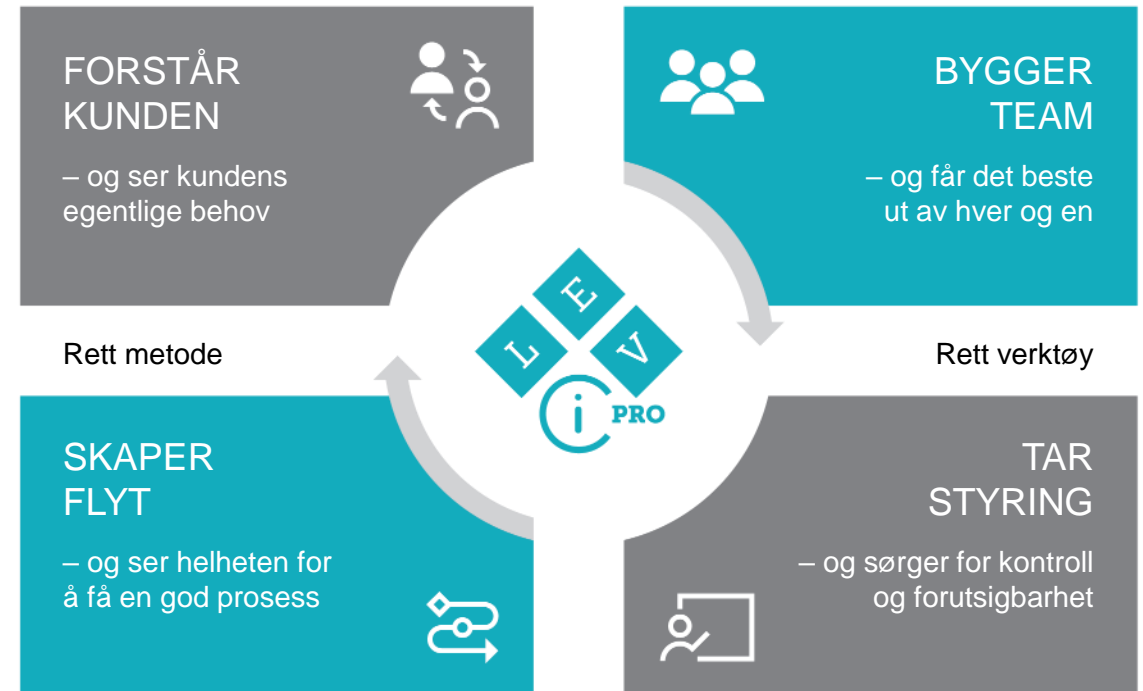 FORSTÅR
KUNDEN
– og ser kundens
egentlige behov
BYGGER
TEAM
– og får det beste
ut av hver og en
L
E
V
i PRO
Rett metode
Rett verktøy
SKAPER
FLYT
– og ser helheten for
å få en god prosess
TAR
STYRING
– og sørger for kontroll
og forutsigbarhet